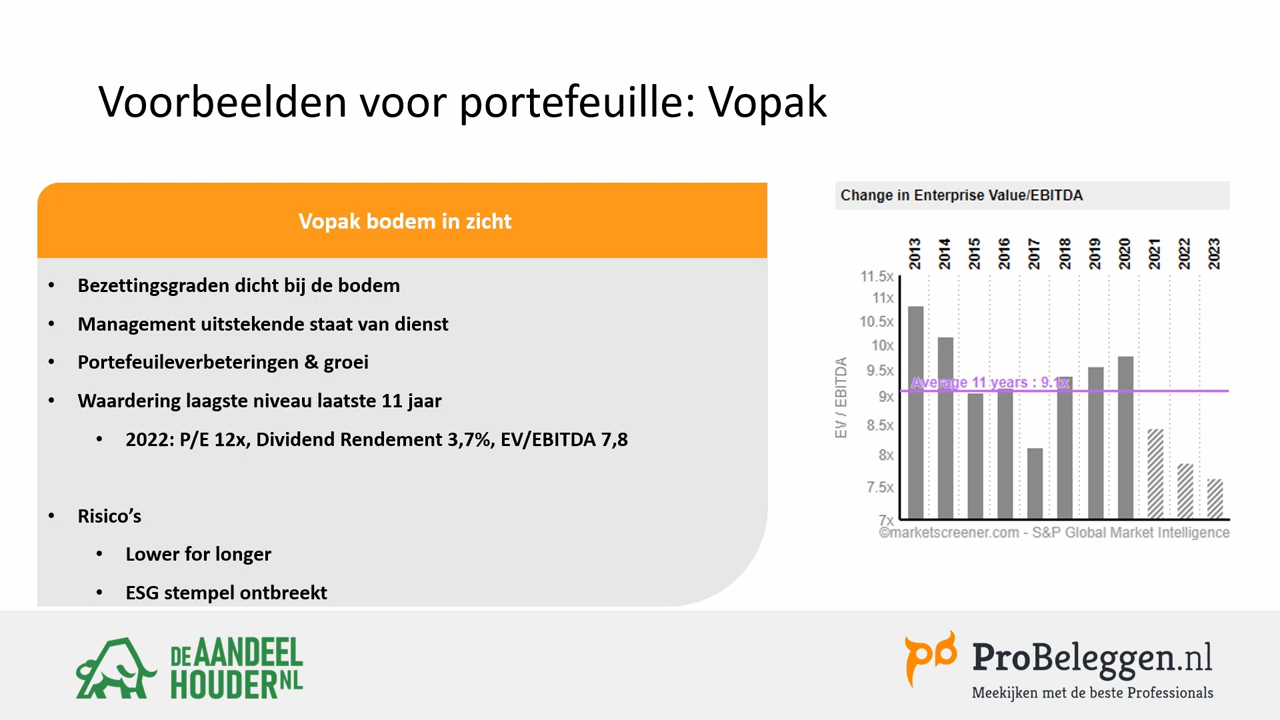 Voorbeelden voor portefeuille: Vopak
Vopak bodem in zicht
• Bezettingsgraden dicht bij de bodem
• Management uitstekende staat van dienst
• Portefeuileverbeteringen & groei
• Waardering laagste niveau laatste 11 jaar
• 2022: P/E 12x, Dividend Rendement 3,7%, EV/EBITDA 7,8
• Risico’s
• Lower for longer
• ESG stempel ontbreekt
Change in Enterprise Value/EBITDA
2013 2014 2015 2016 2017 2018 2019 2020 2021 2022 2023
11.5x
11x
10.5x
10x
9.5x
Average 11 years : 9.1x
9x
8.5x
8x
7.5x
7x
EV / EBITDA
©marketscreener.com - S&P Global Market Intelligence
DE AANDEEL
HOUDER NL
ProBeleggen.nl
Meekijken met de beste Professionals